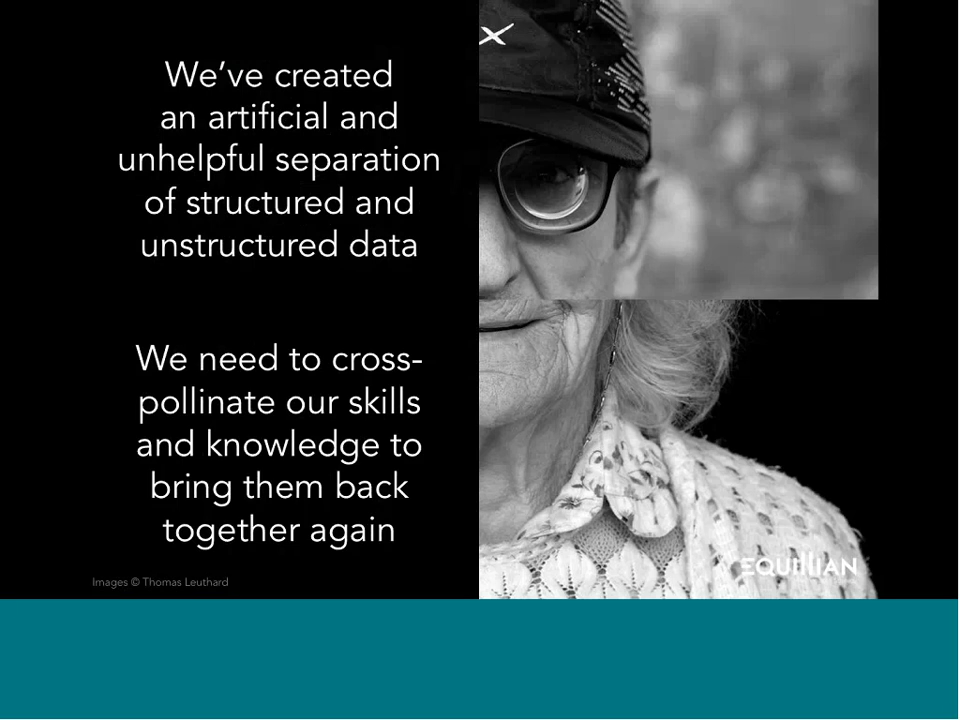 We’ve created
an artificial and
unhelpful separation
of structured and
unstructured data
We need to cross-
pollinate our skills
and knowledge to
bring them back
together again
Images © Thomas Leuthard
EQUILLIAN